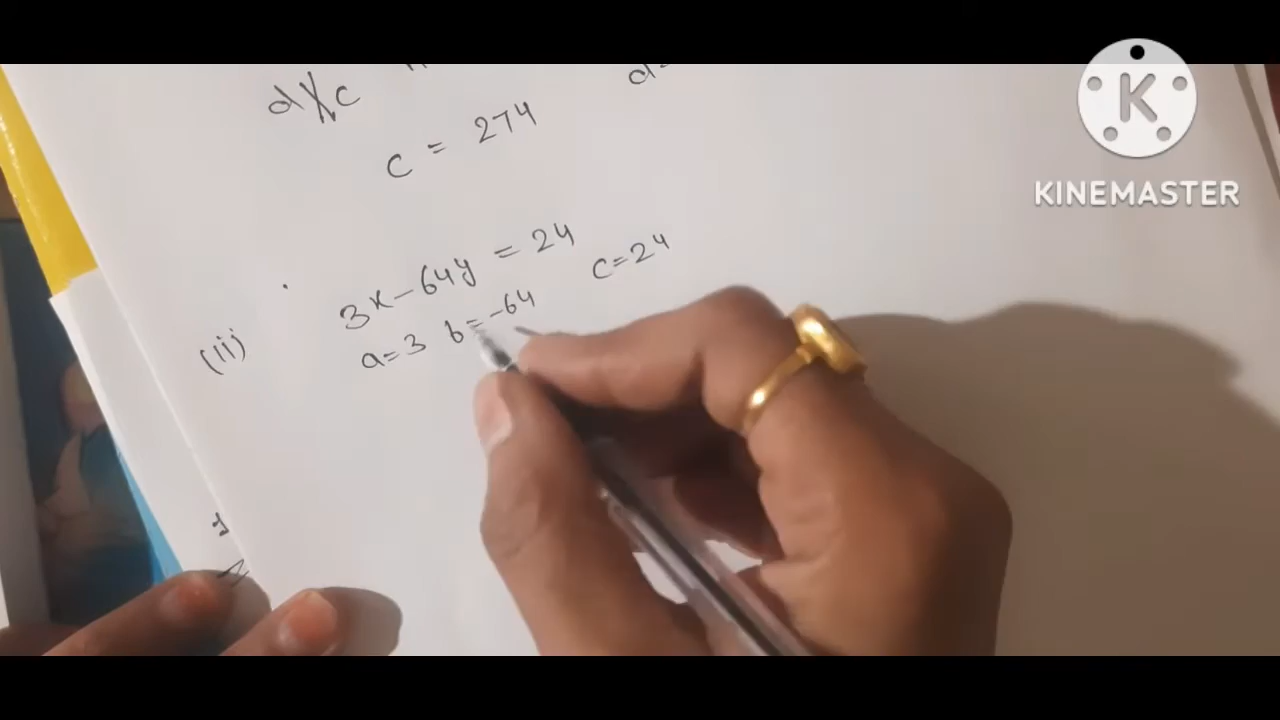 d∤c
d=
c = 274
K
KINEMASTER
(ii) 3x-64y = 24
a=3 b=-64 c=24